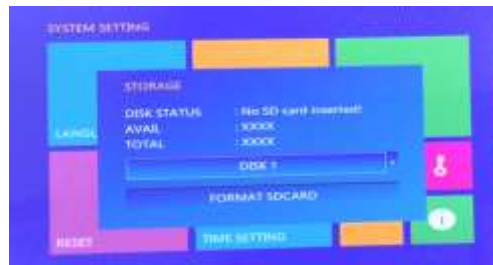 SYSTEM SETTING
STORAGE
DISK STATUS : No SD card inserted!
AVAIL : XXXX
TOTAL : XXXX
DISK 1
FORMAT SDCARD
LANGU
RESET
TIME SETTING